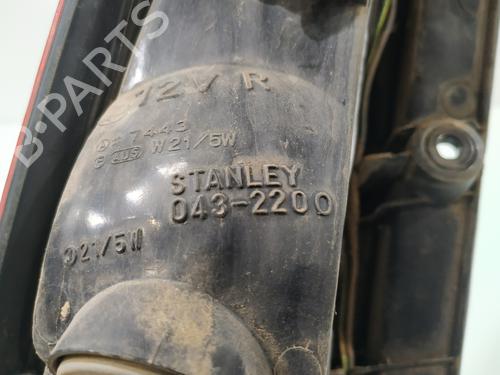 12V R
7443
W21/5W
STANLEY
043-2200
21/5W
B-Parts